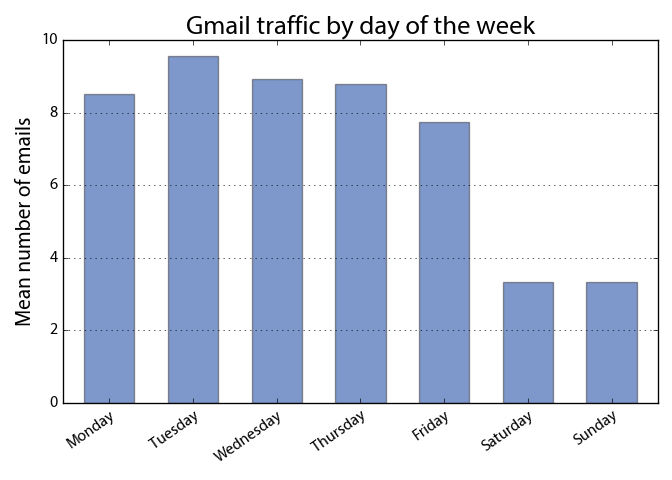 Gmail traffic by day of the week
Mean number of emails
10
8
6
4
2
0
Monday
Tuesday
Wednesday
Thursday
Friday
Saturday
Sunday